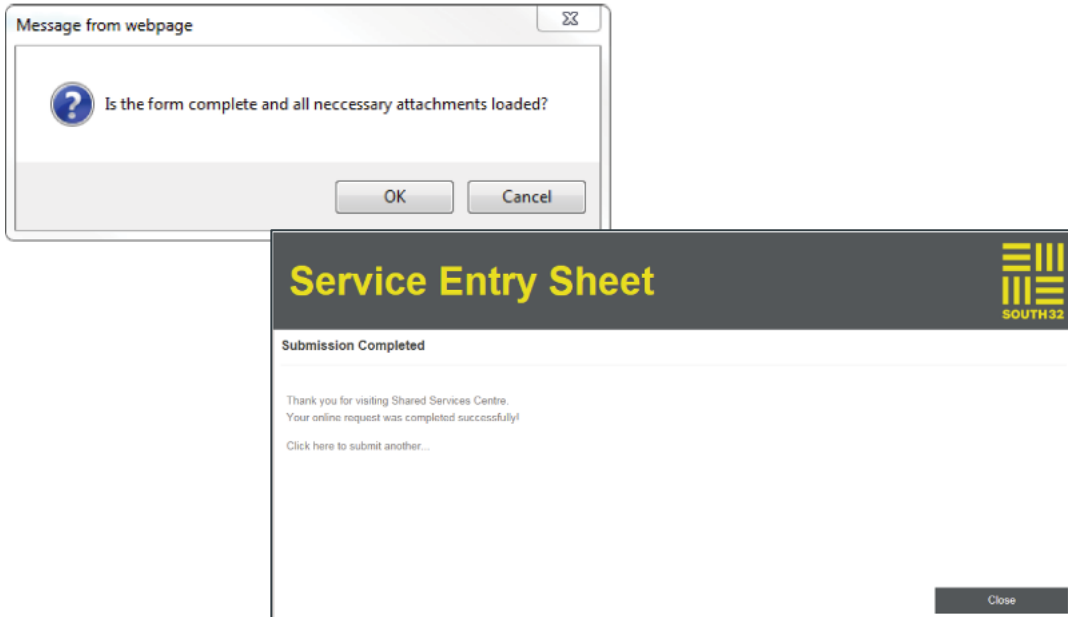 Message from webpage
Is the form complete and all neccessary attachments loaded?
OK
Cancel
Service Entry Sheet
SOUTH32
Submission Completed
Thank you for visiting Shared Services Centre.
Your online request was completed successfully!
Click here to submit another...
Close